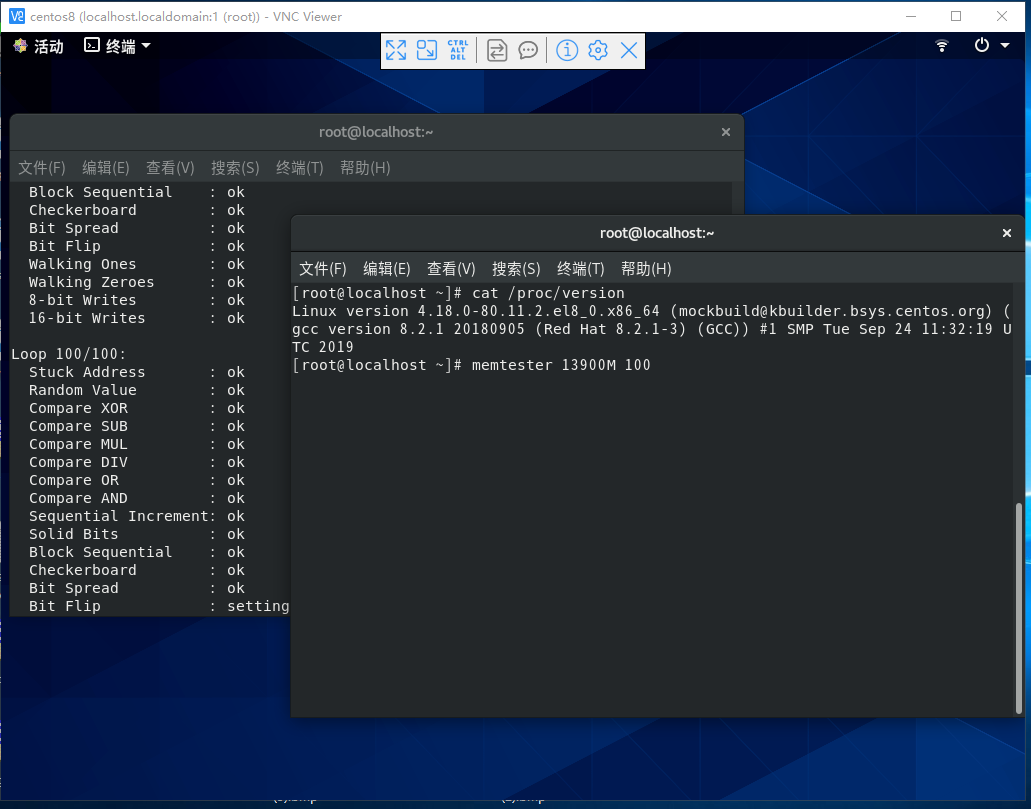 centos8 (localhost.localdomain:1 (root)) - VNC Viewer
活动 终端
CTRL
ALT
DEL
root@localhost:~
文件(F) 编辑(E) 查看(V) 搜索(S) 终端(T) 帮助(H)
Block Sequential : ok
Checkerboard : ok
Bit Spread : ok
Bit Flip : ok
Walking Ones : ok
Walking Zeroes : ok
8-bit Writes : ok
16-bit Writes : ok
Loop 100/100:
Stuck Address : ok
Random Value : ok
Compare XOR : ok
Compare SUB : ok
Compare MUL : ok
Compare DIV : ok
Compare OR : ok
Compare AND : ok
Sequential Increment: ok
Solid Bits : ok
Block Sequential : ok
Checkerboard : ok
Bit Spread : ok
Bit Flip : setting
root@localhost:~
文件(F) 编辑(E) 查看(V) 搜索(S) 终端(T) 帮助(H)
[root@localhost ~]# cat /proc/version
Linux version 4.18.0-80.11.2.el8_0.x86_64 (mockbuild@kbuilder.bsys.centos.org) (
gcc version 8.2.1 20180905 (Red Hat 8.2.1-3) (GCC)) #1 SMP Tue Sep 24 11:32:19 U
TC 2019
[root@localhost ~]# memtester 13900M 100